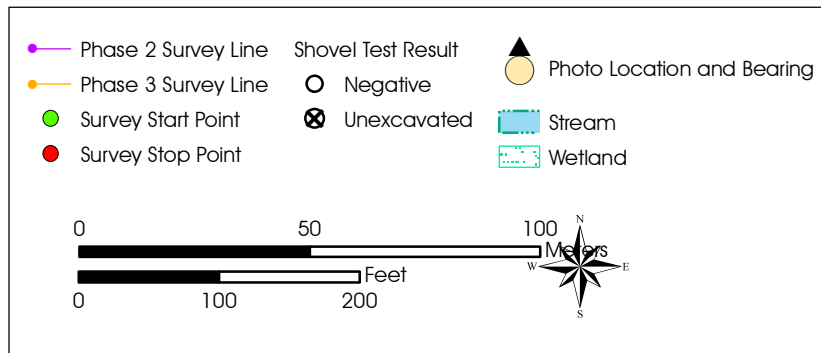 Phase 2 Survey Line
Phase 3 Survey Line
Survey Start Point
Survey Stop Point
Shovel Test Result
Negative
Unexcavated
Photo Location and Bearing
Stream
Wetland
0 50 100
Meters
Feet
0 100 200
N
W E
S